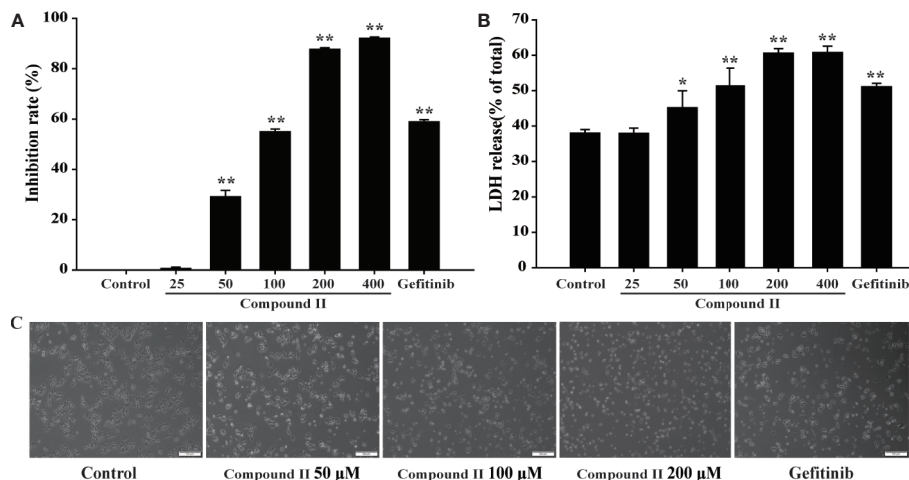 A
Inhibition rate (%)
100
80
60
40
20
0
**
**
**
**
**
Control 25 50 100 200 400 Gefitinib
Compound II
B
LDH release(% of total)
70
60
50
40
30
20
10
0
*
**
**
**
**
Control 25 50 100 200 400 Gefitinib
Compound II
C
Control Compound II 50 μM Compound II 100 μM Compound II 200 μM Gefitinib